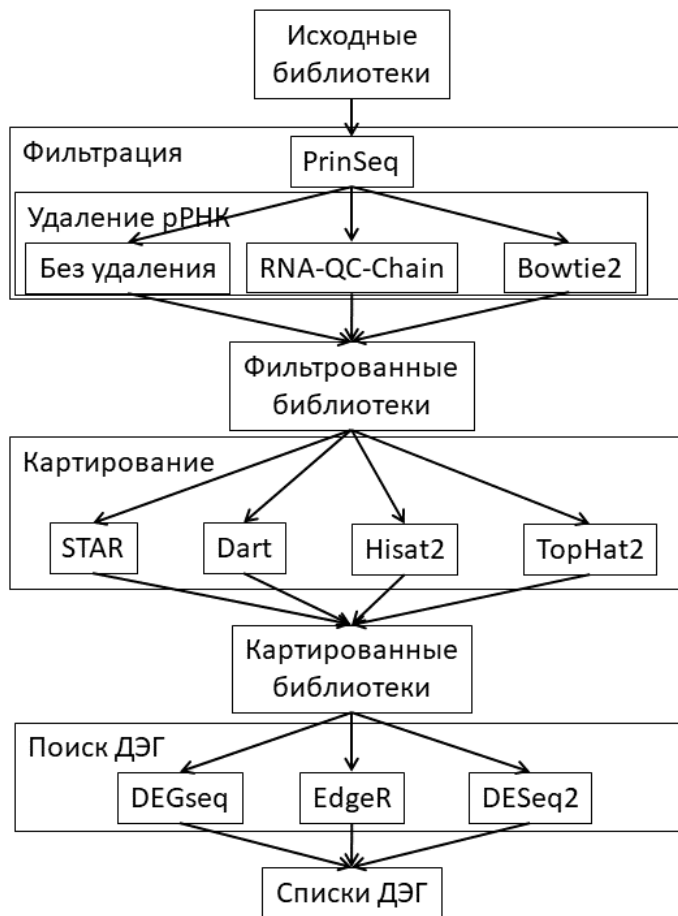 Исходные
библиотеки
Фильтрация
PrinSeq
Удаление рРНК
Без удаления
RNA-QC-Chain
Bowtie2
Фильтрованные
библиотеки
Картирование
STAR
Dart
Hisat2
TopHat2
Картированные
библиотеки
Поиск ДЭГ
DEGseq
EdgeR
DESeq2
Списки ДЭГ